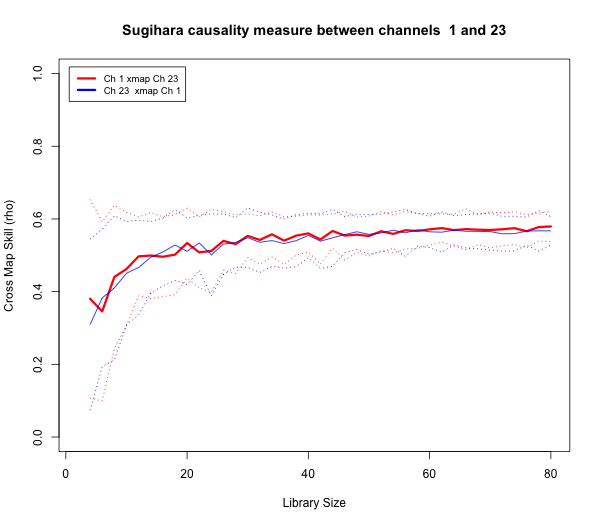 Sugihara causality measure between channels  1 and 23
Ch 1 xmap Ch 23
Ch 23  xmap Ch 1
Cross Map Skill (rho)
1.0
0.8
0.6
0.4
0.2
0.0
0 20 40 60 80
Library Size